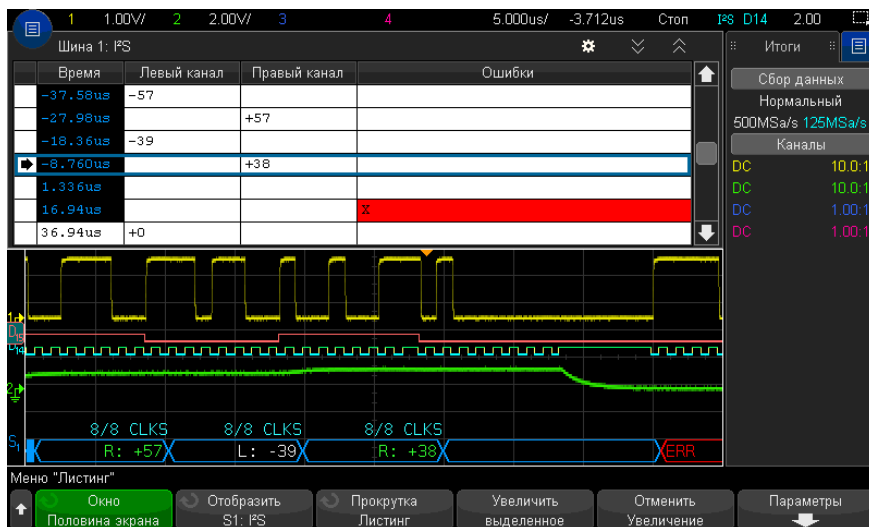 1 1.00V/ 2 2.00V/ 3 4 5.000us/ -3.712us Стоп I²S D14 2.00
Шина 1: I²S
Время Левый канал Правый канал Ошибки
-37.58us -57
-27.98us +57
-18.36us -39
-8.760us +38
1.336us
16.94us X
36.94us +0
Итоги
Сбор данных
Нормальный
500MSa/s 125MSa/s
Каналы
DC 10.0:1
DC 10.0:1
DC 1.00:1
DC 1.00:1
1
D15
D14
2
8/8 CLKS 8/8 CLKS 8/8 CLKS
S1 R: +57 L: -39 R: +38 ERR
Меню "Листинг"
Окно
Половина экрана
Отобразить
S1: I²S
Прокрутка
Листинг
Увеличить
выделенное
Отменить
Увеличение
Параметры